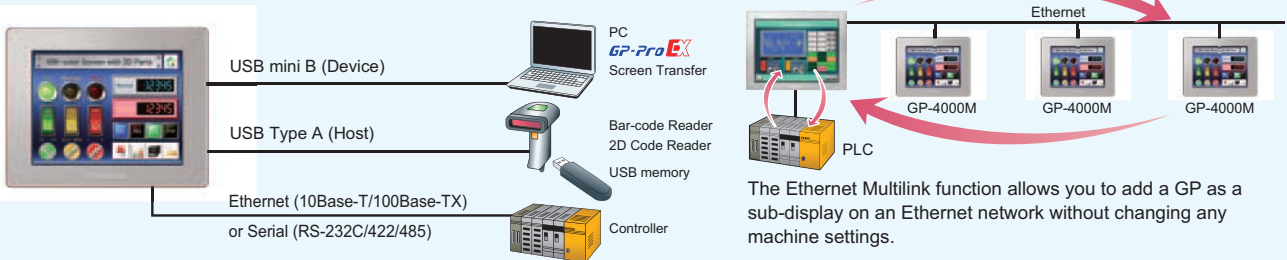 USB mini B (Device)
PC
GP-Pro EX
Screen Transfer
USB Type A (Host)
Bar-code Reader
2D Code Reader
USB memory
Ethernet (10Base-T/100Base-TX)
or Serial (RS-232C/422/485)
Controller
Ethernet
GP-4000M
GP-4000M
GP-4000M
PLC
The Ethernet Multilink function allows you to add a GP as a
sub-display on an Ethernet network without changing any
machine settings.